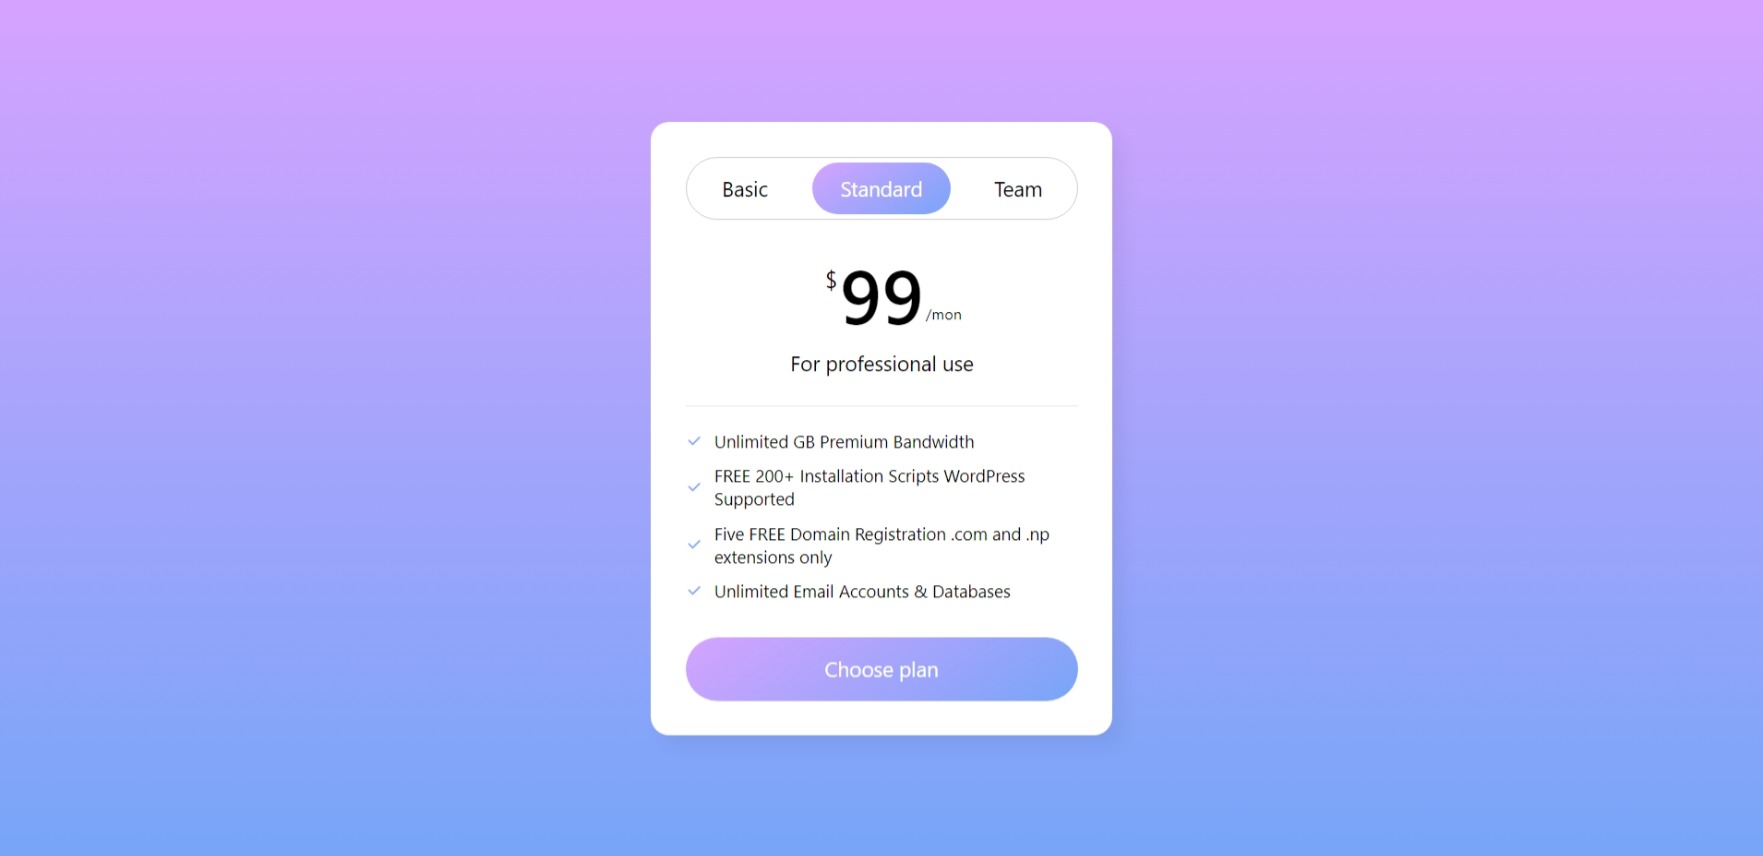 Basic Standard Team
$99/mon
For professional use
Unlimited GB Premium Bandwidth
FREE 200+ Installation Scripts WordPress
Supported
Five FREE Domain Registration .com and .np
extensions only
Unlimited Email Accounts & Databases
Choose plan